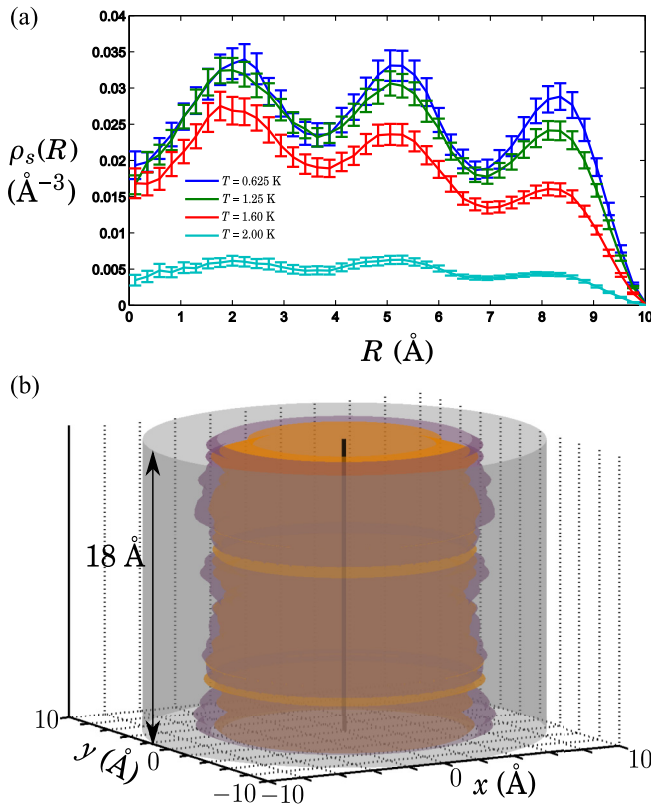 (a)
0.04
0.035
0.03
0.025
0.02
0.015
0.01
0.005
0
ρs(R)
(Å−3)
T = 0.625 K
T = 1.25 K
T = 1.60 K
T = 2.00 K
0 1 2 3 4 5 6 7 8 9 10
R (Å)
(b)
18 Å
10
y (Å)
0
−10
−10
0
x (Å)
10